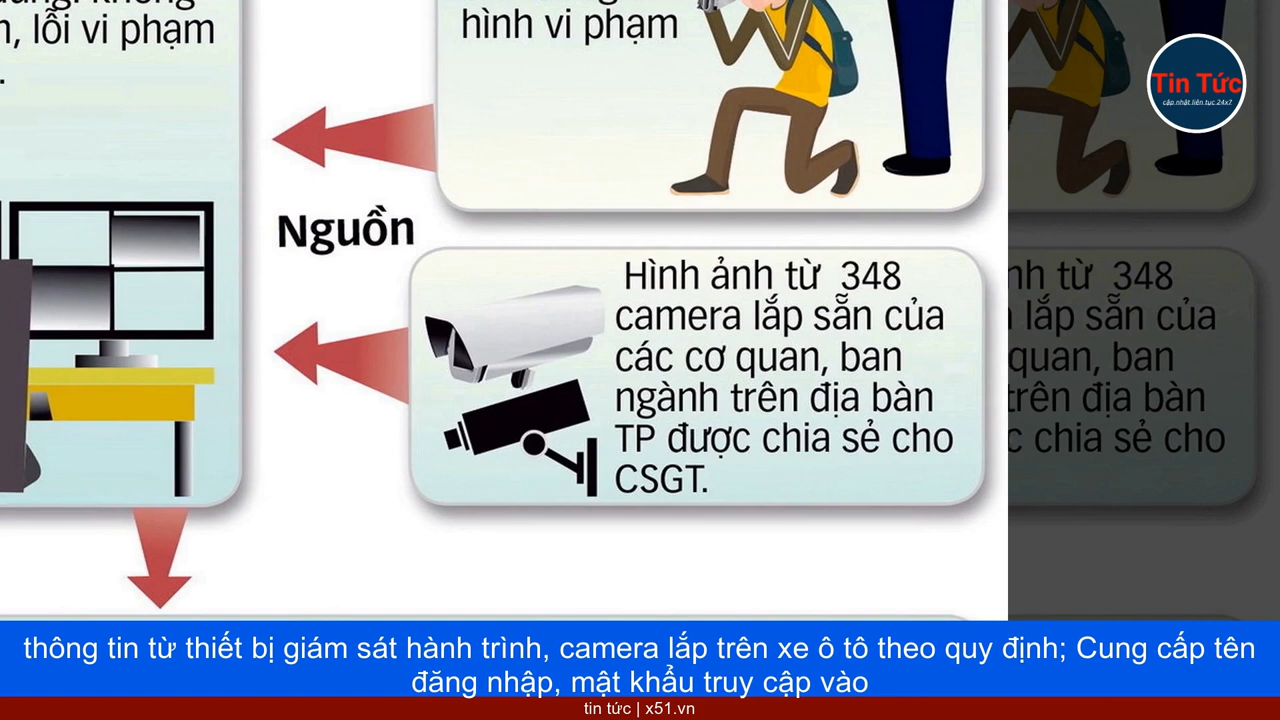 lỗi vi phạm
hình vi phạm
Tin Tức
cập nhật liên tục 24x7
Nguồn
Hình ảnh từ 348
camera lắp sẵn của
các cơ quan, ban
ngành trên địa bàn
TP được chia sẻ cho
CSGT.
từ 348
lắp sẵn của
quan, ban
trên địa bàn
chia sẻ cho
thông tin từ thiết bị giám sát hành trình, camera lắp trên xe ô tô theo quy định; Cung cấp tên
đăng nhập, mật khẩu truy cập vào
tin tức | x51.vn